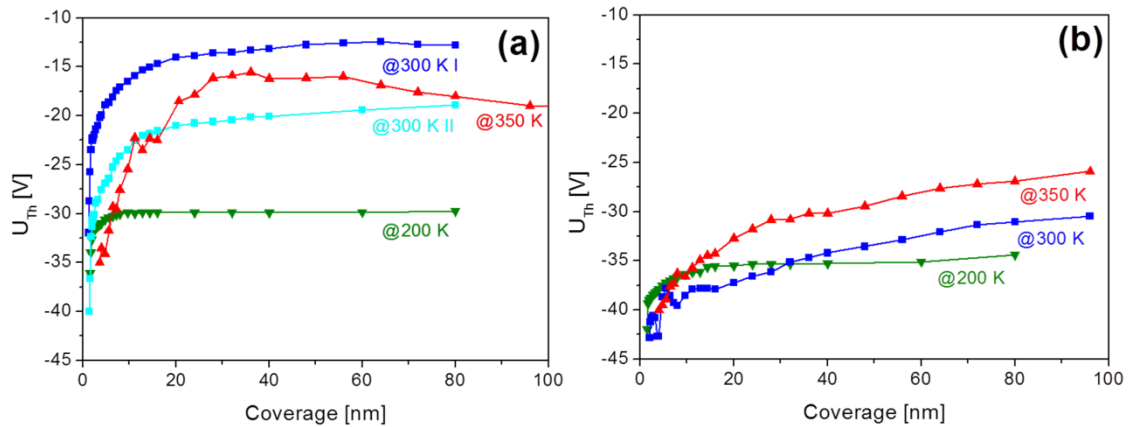 (a)
U_Th [V]
-10
-15
-20
-25
-30
-35
-40
-45
@300 K I
@350 K
@300 K II
@200 K
0 20 40 60 80 100
Coverage [nm]
(b)
U_Th [V]
-10
-15
-20
-25
-30
-35
-40
-45
@350 K
@300 K
@200 K
0 20 40 60 80 100
Coverage [nm]